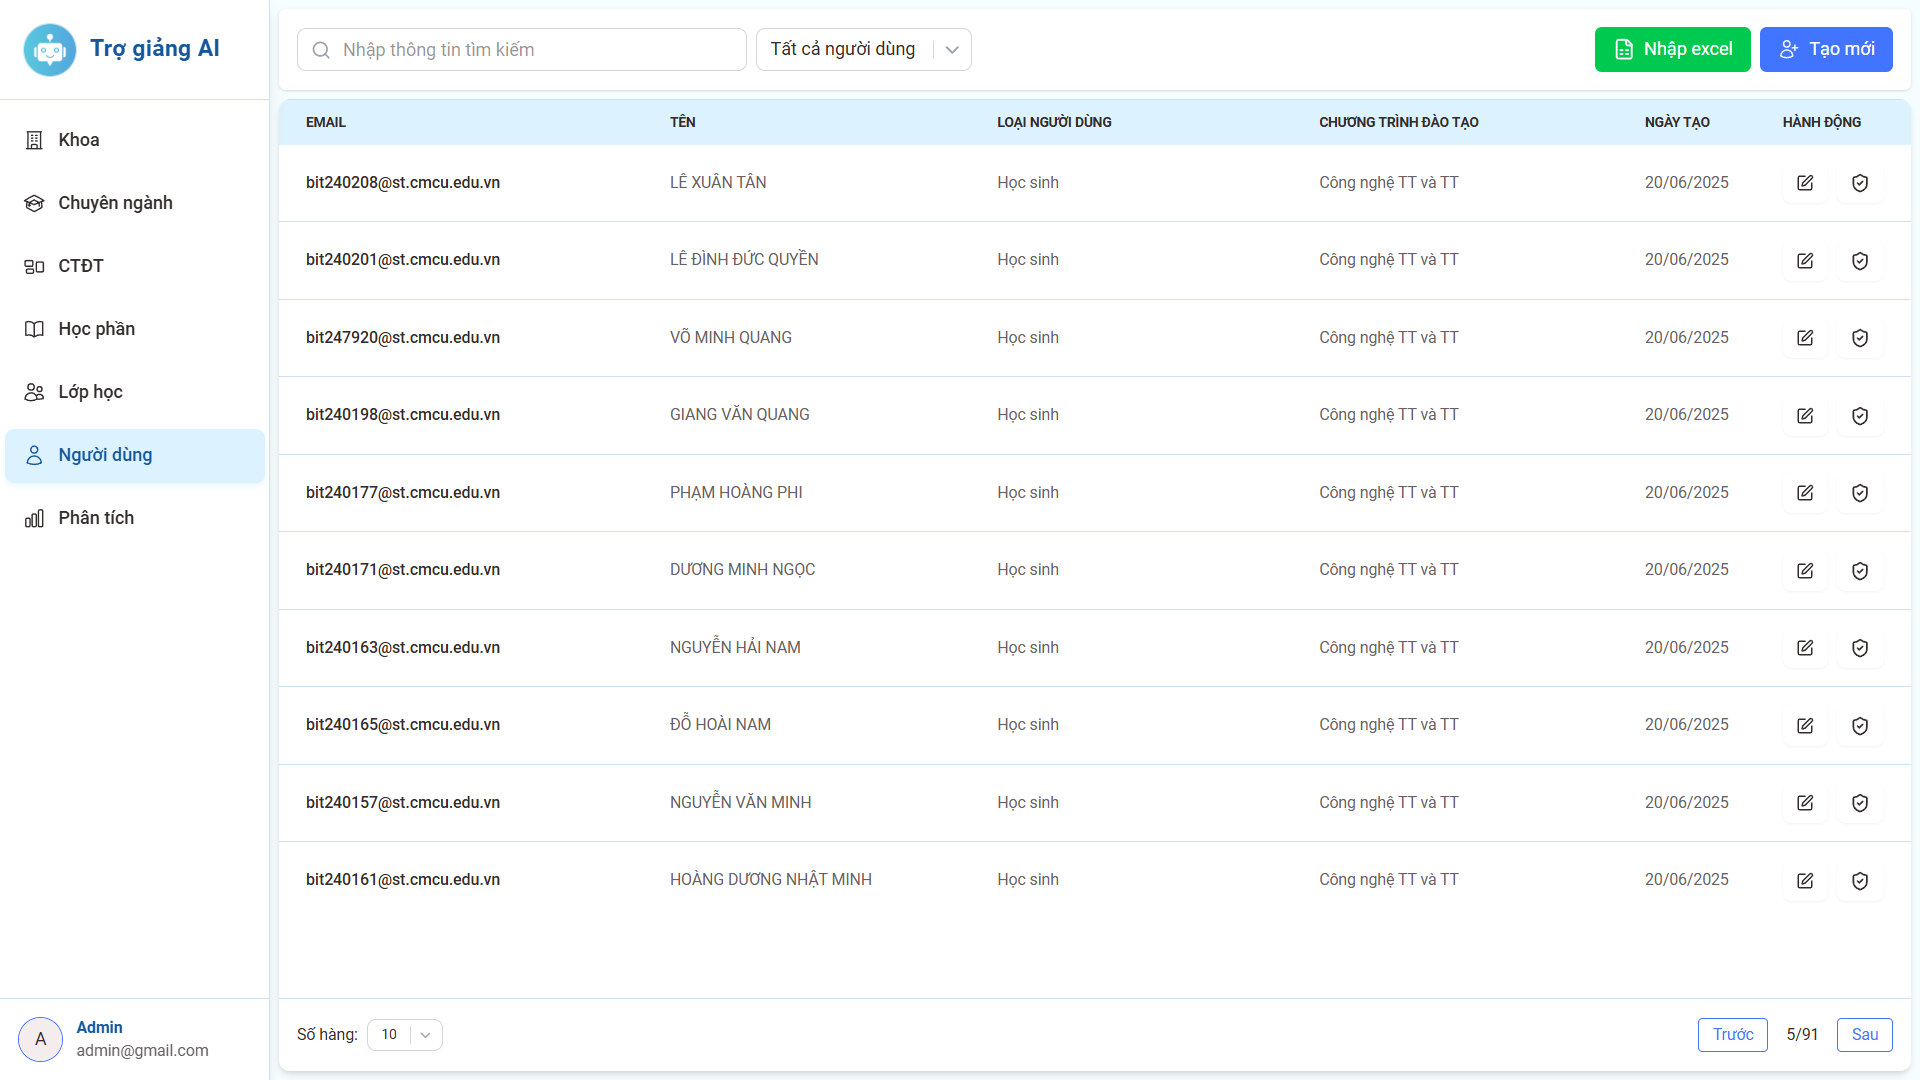 Trợ giảng AI
Khoa
Chuyên ngành
CTĐT
Học phần
Lớp học
Người dùng
Phân tích
Admin
A
admin@gmail.com
Nhập thông tin tìm kiếm
Tất cả người dùng
Nhập excel
Tạo mới
EMAIL TÊN LOẠI NGƯỜI DÙNG CHƯƠNG TRÌNH ĐÀO TẠO NGÀY TẠO HÀNH ĐỘNG
bit240208@st.cmcu.edu.vn LÊ XUÂN TÂN Học sinh Công nghệ TT và TT 20/06/2025
bit240201@st.cmcu.edu.vn LÊ ĐÌNH ĐỨC QUYỀN Học sinh Công nghệ TT và TT 20/06/2025
bit247920@st.cmcu.edu.vn VÕ MINH QUANG Học sinh Công nghệ TT và TT 20/06/2025
bit240198@st.cmcu.edu.vn GIANG VĂN QUANG Học sinh Công nghệ TT và TT 20/06/2025
bit240177@st.cmcu.edu.vn PHẠM HOÀNG PHI Học sinh Công nghệ TT và TT 20/06/2025
bit240171@st.cmcu.edu.vn DƯƠNG MINH NGỌC Học sinh Công nghệ TT và TT 20/06/2025
bit240163@st.cmcu.edu.vn NGUYỄN HẢI NAM Học sinh Công nghệ TT và TT 20/06/2025
bit240165@st.cmcu.edu.vn ĐỖ HOÀI NAM Học sinh Công nghệ TT và TT 20/06/2025
bit240157@st.cmcu.edu.vn NGUYỄN VĂN MINH Học sinh Công nghệ TT và TT 20/06/2025
bit240161@st.cmcu.edu.vn HOÀNG DƯƠNG NHẬT MINH Học sinh Công nghệ TT và TT 20/06/2025
Số hàng: 10
Trước 5/91 Sau